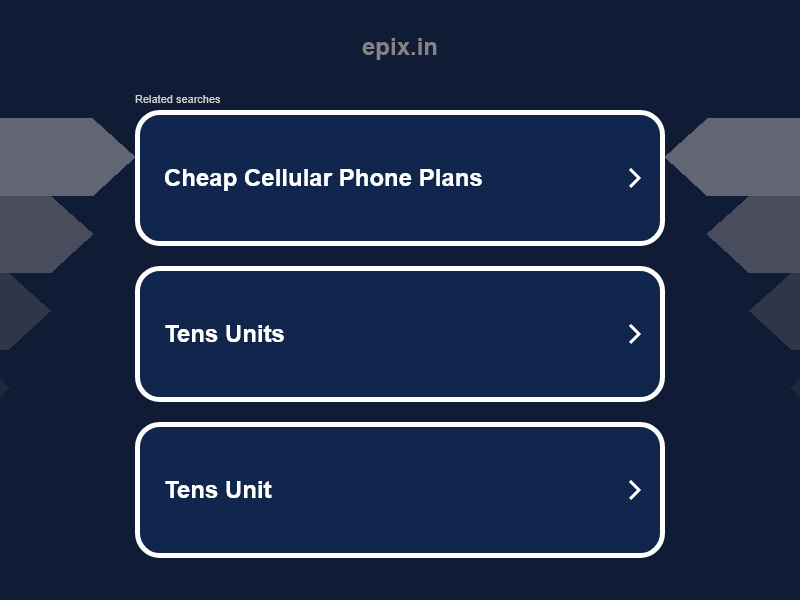 epix.in
Related searches
Cheap Cellular Phone Plans
Tens Units
Tens Unit